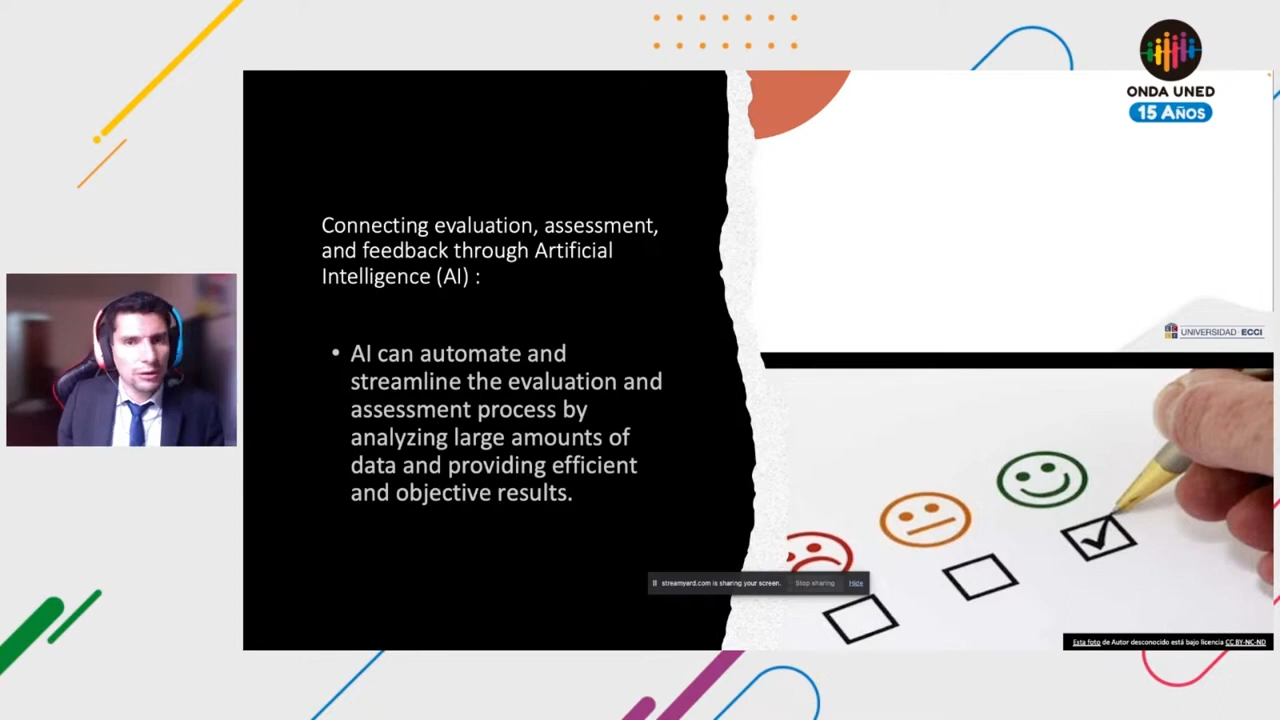 ONDA UNED
15 AÑOS
Connecting evaluation, assessment,
and feedback through Artificial
Intelligence (AI) :
• AI can automate and
streamline the evaluation and
assessment process by
analyzing large amounts of
data and providing efficient
and objective results.
UNIVERSIDAD ECCI
streamyard.com is sharing your screen. Stop sharing Hide
Esta foto de Autor desconocido está bajo licencia CC BY-NC-ND